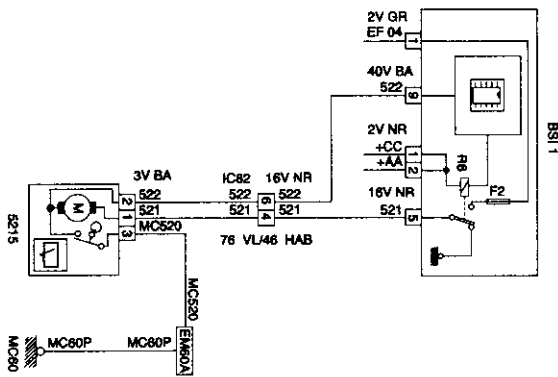 2V GR
EF 04
1
40V BA
522
9
2V NR
+CC
1
+AA
2
16V NR
521
5
BSI 1
R6
F2
3V BA
IC62
16V NR
2
522
522
6
522
1
521
521
4
521
3
MC520
76 VL/46 HAB
M
5215
MC520
EM60A
MC60P
MC60P
MC60